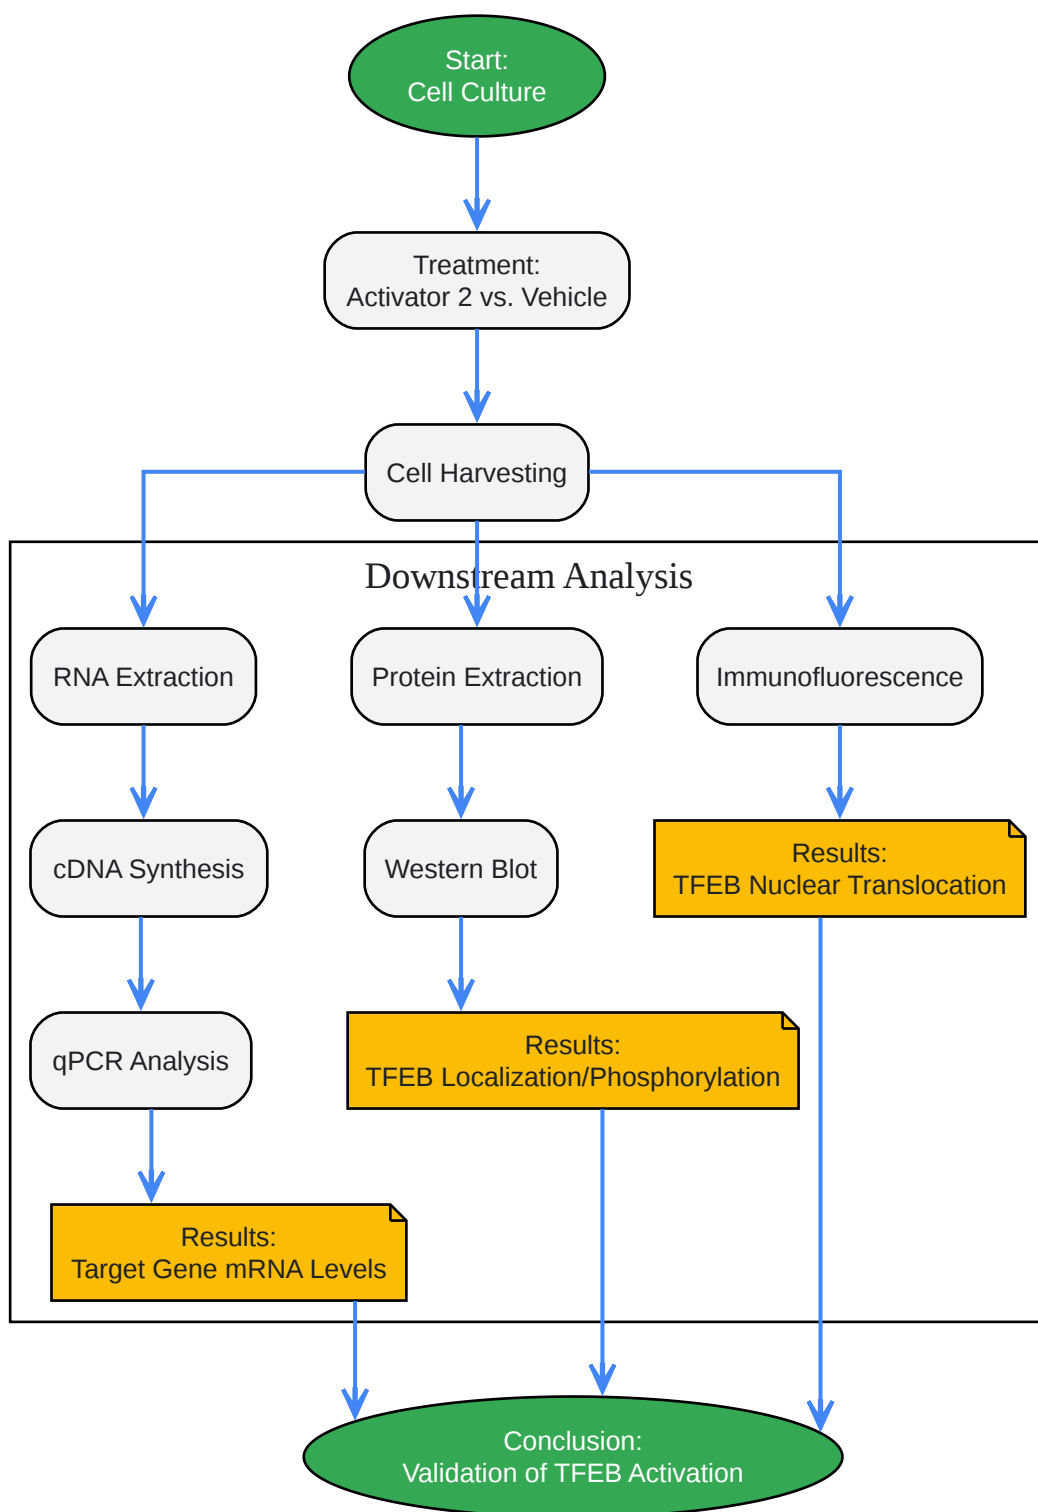 Start:
Cell Culture
Treatment:
Activator 2 vs. Vehicle
Cell Harvesting
Downstream Analysis
RNA Extraction
Protein Extraction
Immunofluorescence
cDNA Synthesis
Western Blot
Results:
TFEB Nuclear Translocation
qPCR Analysis
Results:
TFEB Localization/Phosphorylation
Results:
Target Gene mRNA Levels
Conclusion:
Validation of TFEB Activation